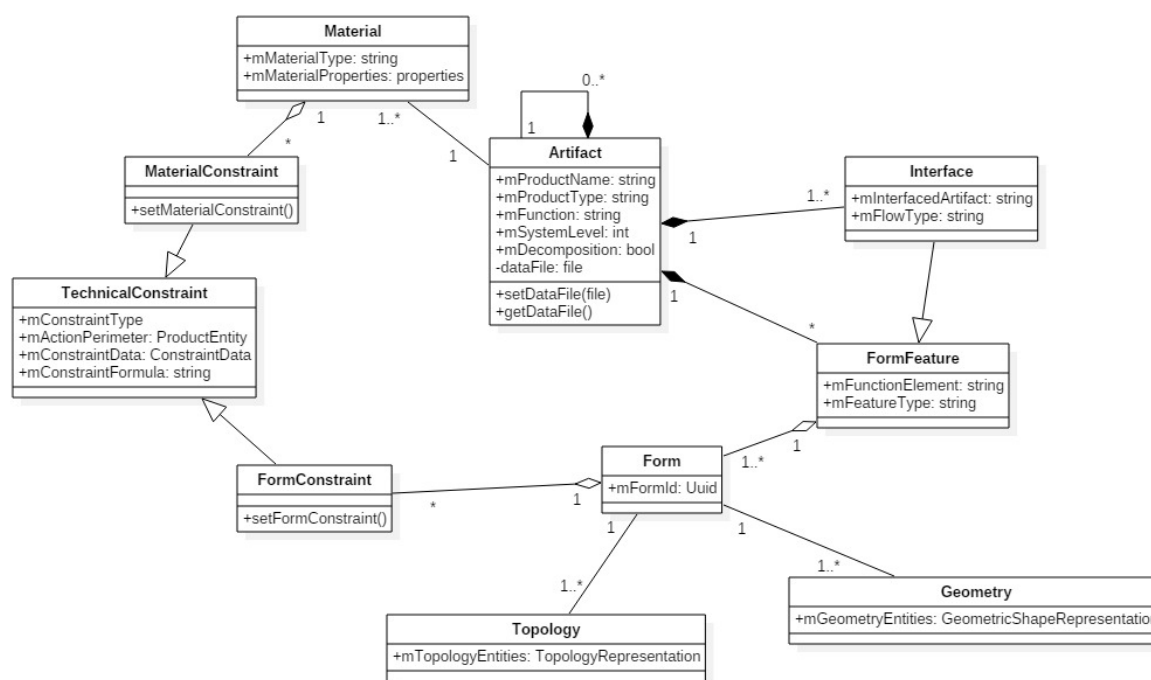 Material
+mMaterialType: string
+mMaterialProperties: properties
0..*
1
1..*
1
*
1
Artifact
+mProductName: string
+mProductType: string
+mFunction: string
+mSystemLevel: int
+mDecomposition: bool
-dataFile: file
+setDataFile(file)
+getDataFile()
MaterialConstraint
+setMaterialConstraint()
Interface
+mInterfacedArtifact: string
+mFlowType: string
1..*
1
1
*
TechnicalConstraint
+mConstraintType
+mActionPerimeter: ProductEntity
+mConstraintData: ConstraintData
+mConstraintFormula: string
FormFeature
+mFunctionElement: string
+mFeatureType: string
1
1..*
Form
+mFormId: Uuid
FormConstraint
+setFormConstraint()
1
*
1
1
1..*
1..*
Geometry
+mGeometryEntities: GeometricShapeRepresentation
Topology
+mTopologyEntities: TopologyRepresentation